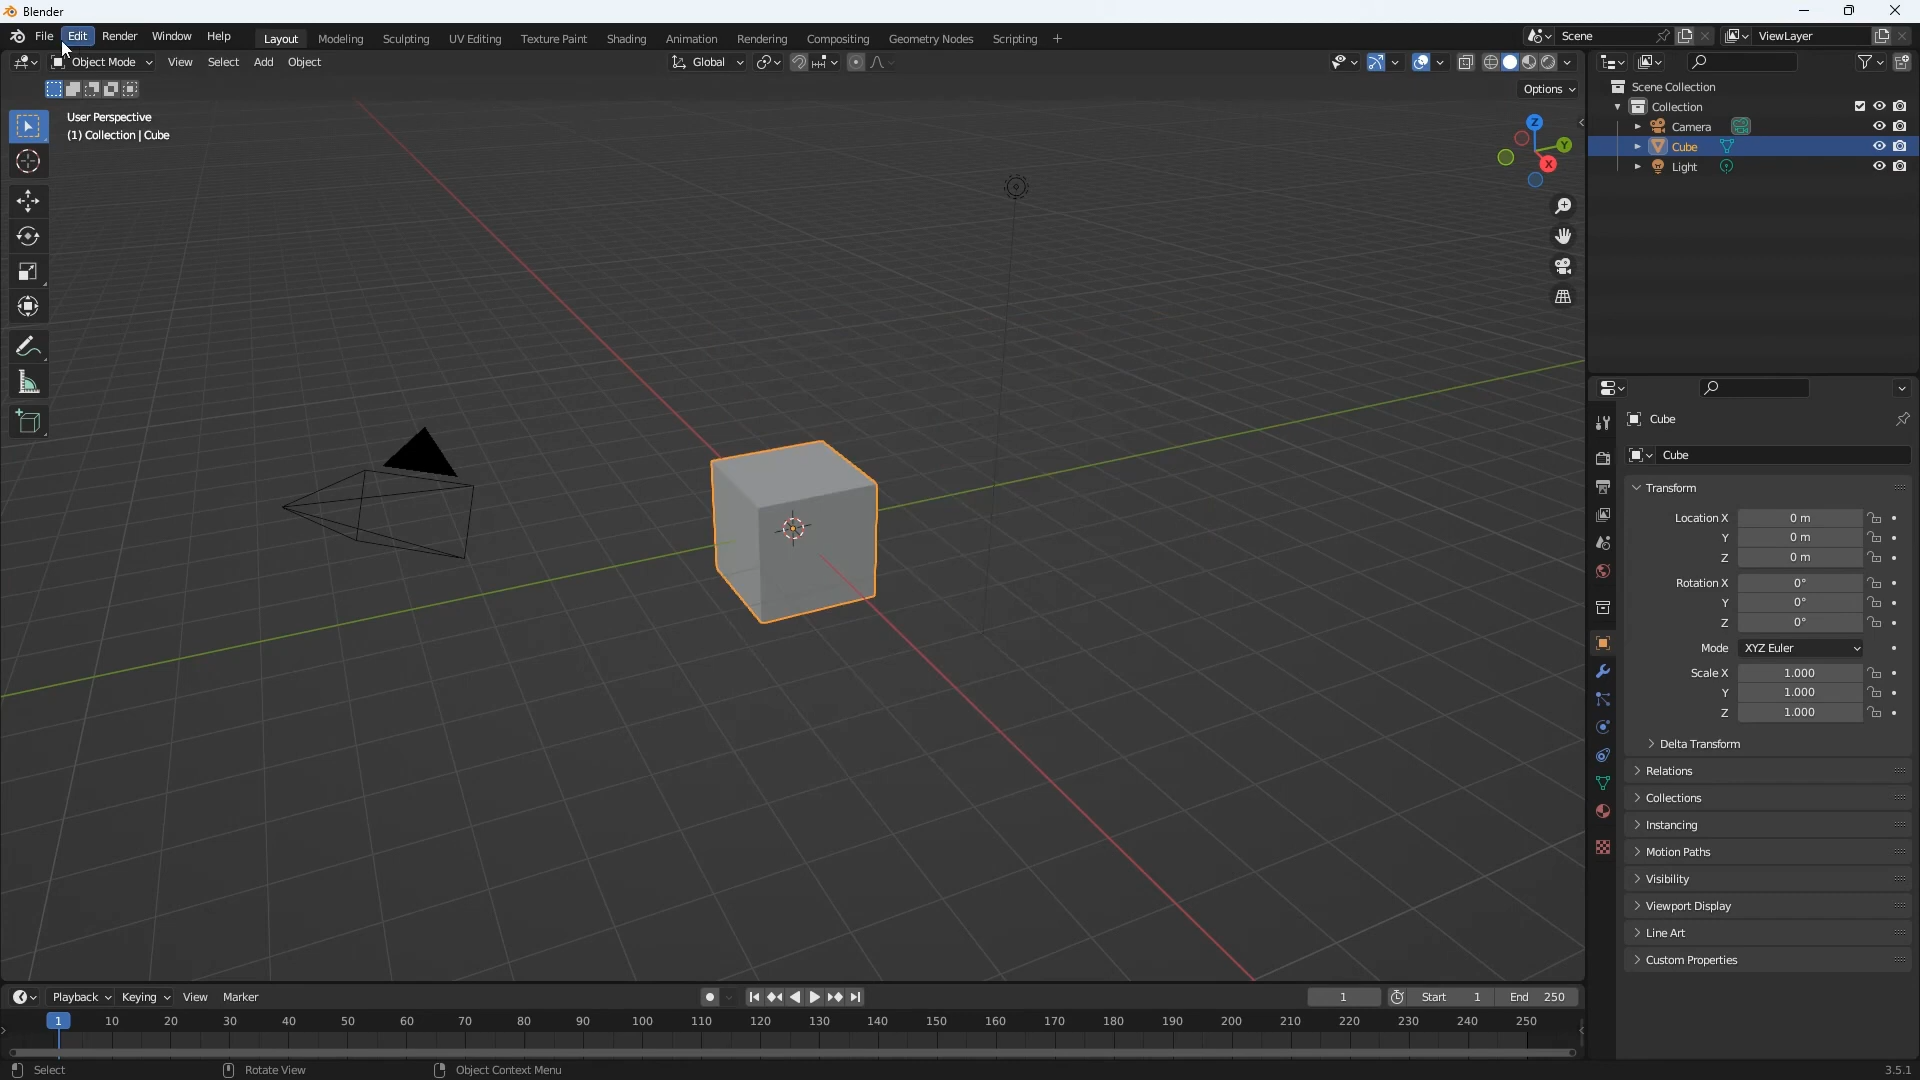 Blender
File Edit Render Window Help Layout Modeling Sculpting UV Editing Texture Paint Shading Animation Rendering Compositing Geometry Nodes Scripting + Scene ViewLayer
Object Mode View Select Add Object Global
Options
User Perspective
(1) Collection | Cube
Z
Y
X
Scene Collection
Collection
Camera
Cube
Light
Cube
Cube
Transform
Location X 0 m
Y 0 m
Z 0 m
Rotation X 0°
Y 0°
Z 0°
Mode XYZ Euler
Scale X 1.000
Y 1.000
Z 1.000
Delta Transform
Relations
Collections
Instancing
Motion Paths
Visibility
Viewport Display
Line Art
Custom Properties
Playback Keying View Marker 1 Start 1 End 250
1 10 20 30 40 50 60 70 80 90 100 110 120 130 140 150 160 170 180 190 200 210 220 230 240 250
Select Rotate View Object Context Menu 3.5.1